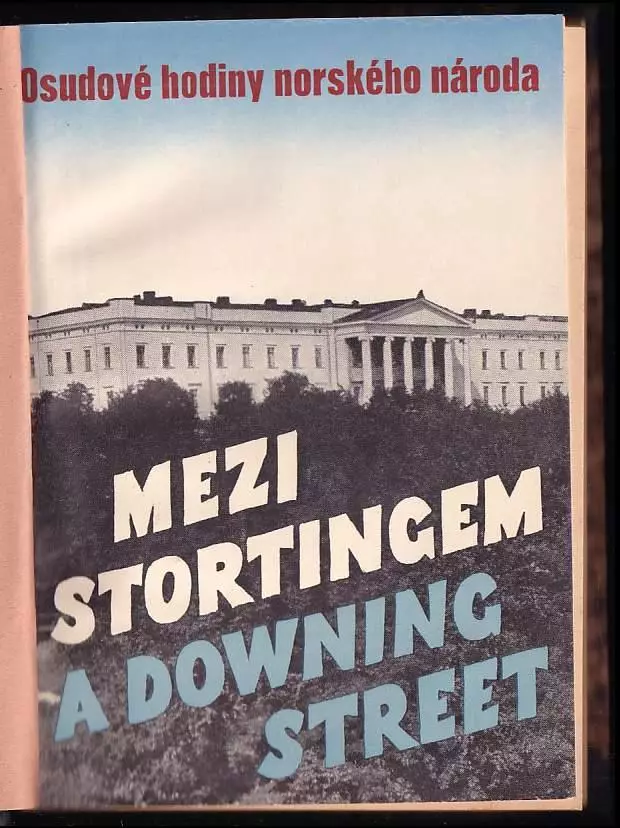 Osudové hodiny norského národa
MEZI
STORTINGEM
A DOWNING
STREET